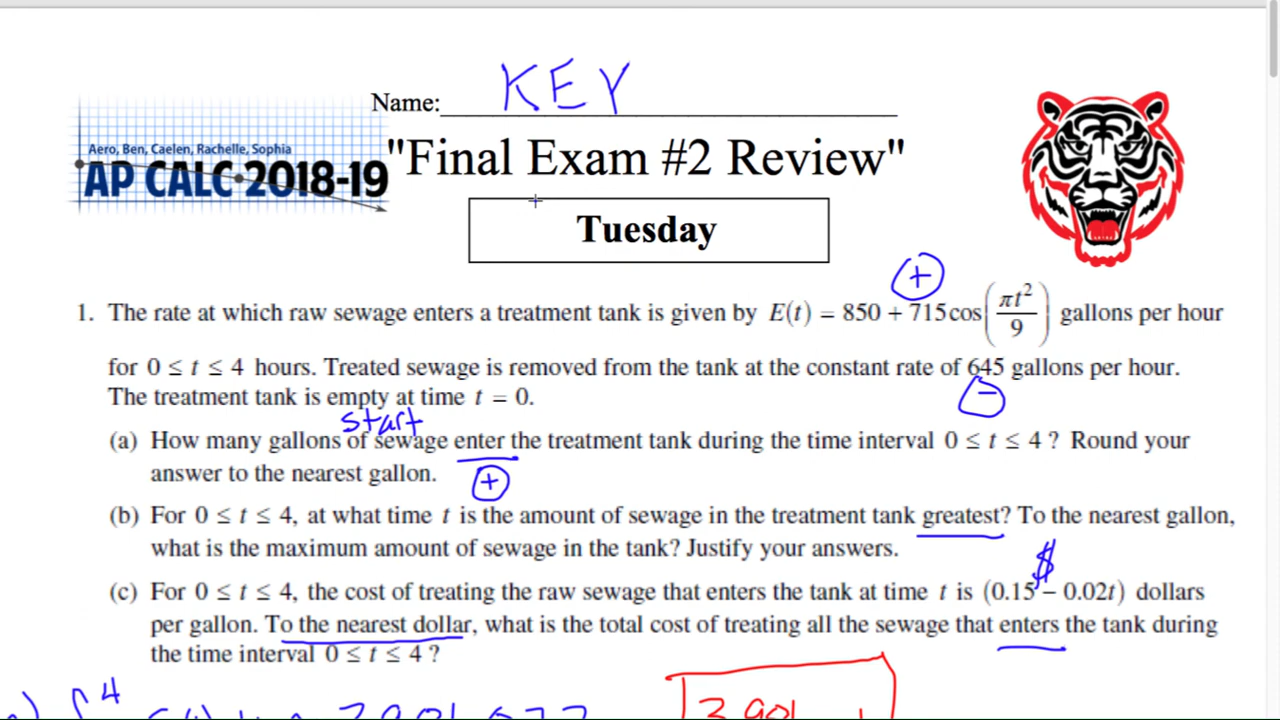 KEY
Name:
Aero, Ben, Caelen, Rachelle, Sophia
AP CALC 2018-19
"Final Exam #2 Review"
Tuesday
+
1. The rate at which raw sewage enters a treatment tank is given by E(t) = 850 + 715cos(πt²/9) gallons per hour
for 0 ≤ t ≤ 4 hours. Treated sewage is removed from the tank at the constant rate of 645 gallons per hour.
−
The treatment tank is empty at time t = 0.
start
(a) How many gallons of sewage enter the treatment tank during the time interval 0 ≤ t ≤ 4? Round your
answer to the nearest gallon.
+
(b) For 0 ≤ t ≤ 4, at what time t is the amount of sewage in the treatment tank greatest? To the nearest gallon,
what is the maximum amount of sewage in the tank? Justify your answers.
$
(c) For 0 ≤ t ≤ 4, the cost of treating the raw sewage that enters the tank at time t is (0.15 − 0.02t) dollars
per gallon. To the nearest dollar, what is the total cost of treating all the sewage that enters the tank during
the time interval 0 ≤ t ≤ 4?
∫4